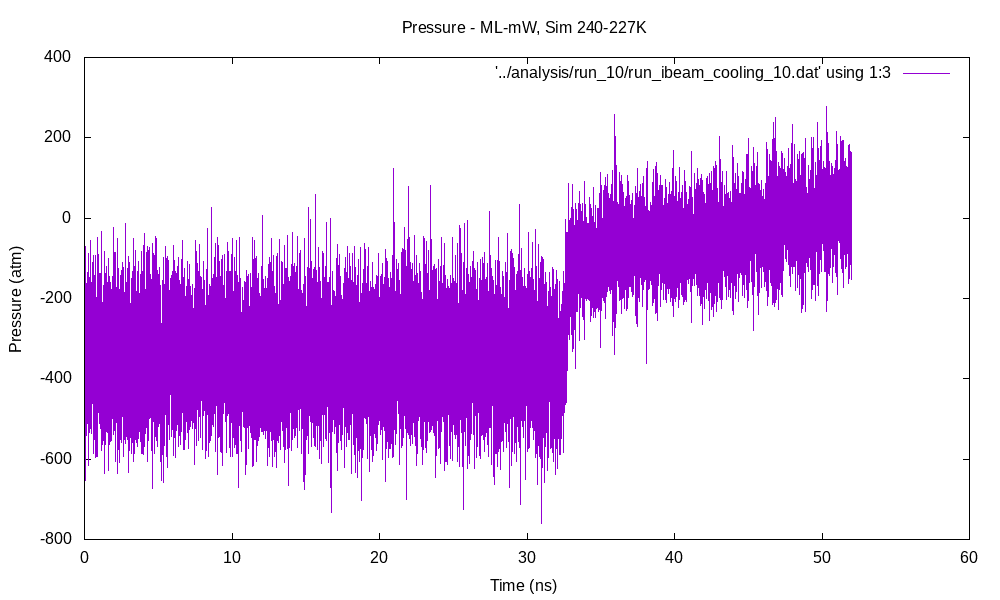 Pressure - ML-mW, Sim 240-227K
'../analysis/run_10/run_ibeam_cooling_10.dat' using 1:3
400
200
0
-200
-400
-600
-800
Pressure (atm)
0 10 20 30 40 50 60
Time (ns)